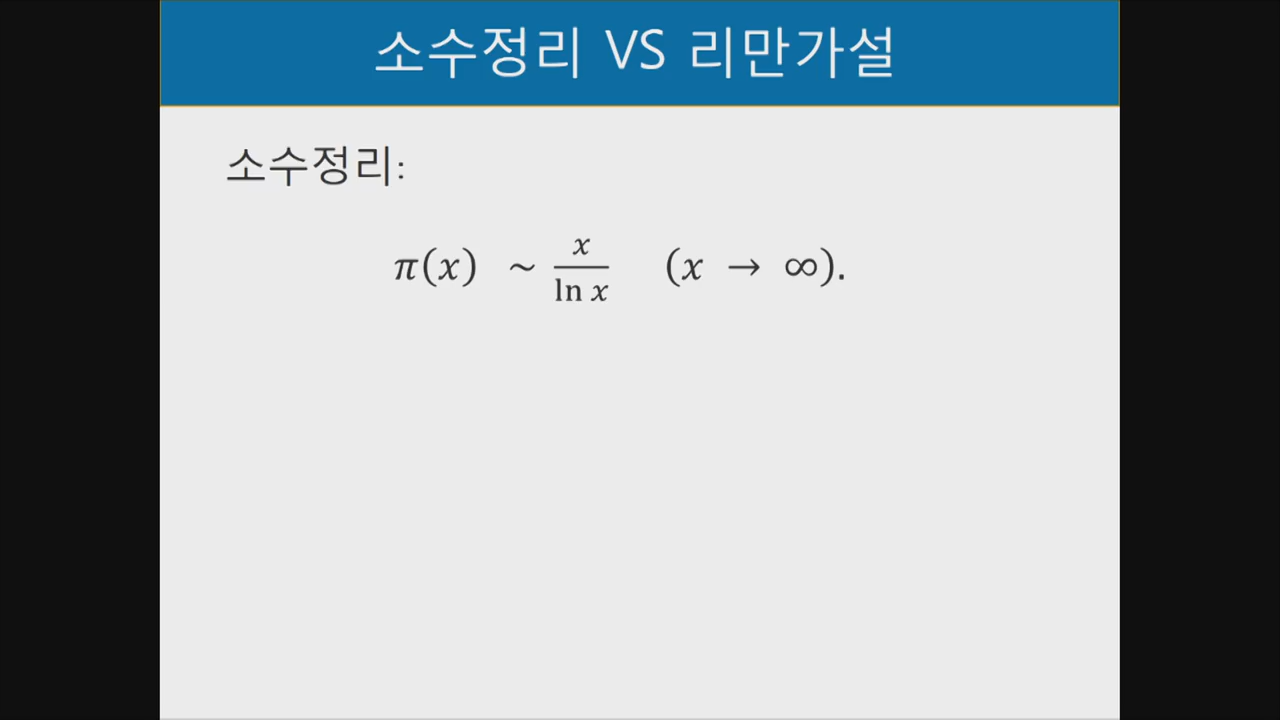 소수정리 VS 리만가설
소수정리:
π(x) ~ x / ln x (x → ∞).